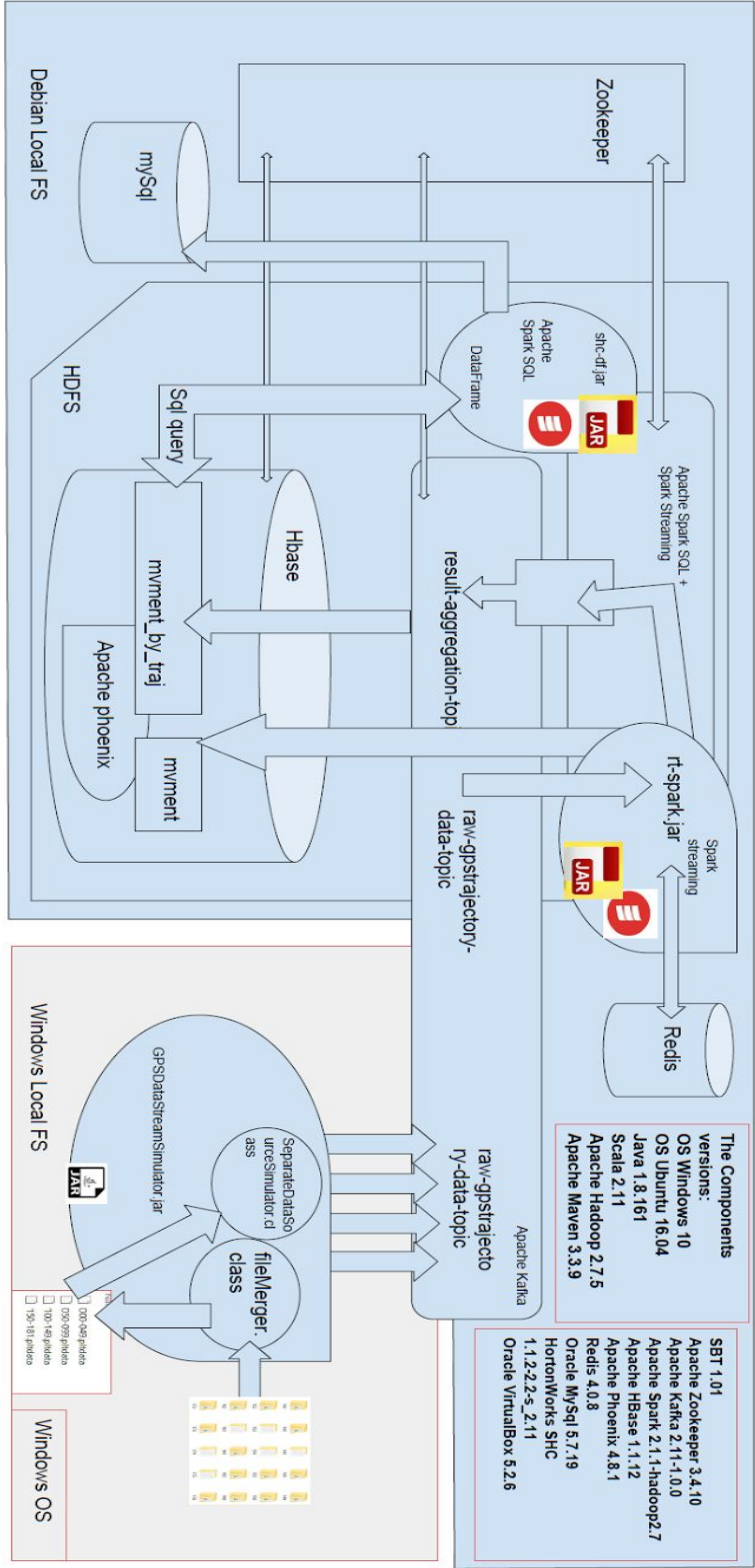 Debian Local FS
Zookeeper
mySql
HDFS
shc-df.jar
Apache
Spark SQL
DataFrame
JAR
Sql query
Apache Spark SQL +
Spark Streaming
Hbase
mvment_by_traj
Apache phoenix
mvment
result-aggregation-topi
rt-spark.jar
Spark
streaming
JAR
raw-gpstrajectory-
data-topic
Redis
Apache Kafka
raw-gpstrajecto
ry-data-topic
Windows Local FS
GPSDataStreamSimulator.jar
JAR
SeparateDataSo
urceSimulator.cl
ass
fileMerger.
class
000-049.pltdata
050-099.pltdata
100-149.pltdata
150-181.pltdata
Windows OS
The Components
versions:
OS Windows 10
OS Ubuntu 16.04
Java 1.8.161
Scala 2.11
Apache Hadoop 2.7.5
Apache Maven 3.3.9
SBT 1.01
Apache Zookeeper 3.4.10
Apache Kafka 2.11-1.0.0
Apache Spark 2.1.1-hadoop2.7
Apache HBase 1.1.12
Apache Phoenix 4.8.1
Redis 4.0.8
Oracle MySql 5.7.19
HortonWorks SHC
1.1.2-2.2-s_2.11
Oracle VirtualBox 5.2.6